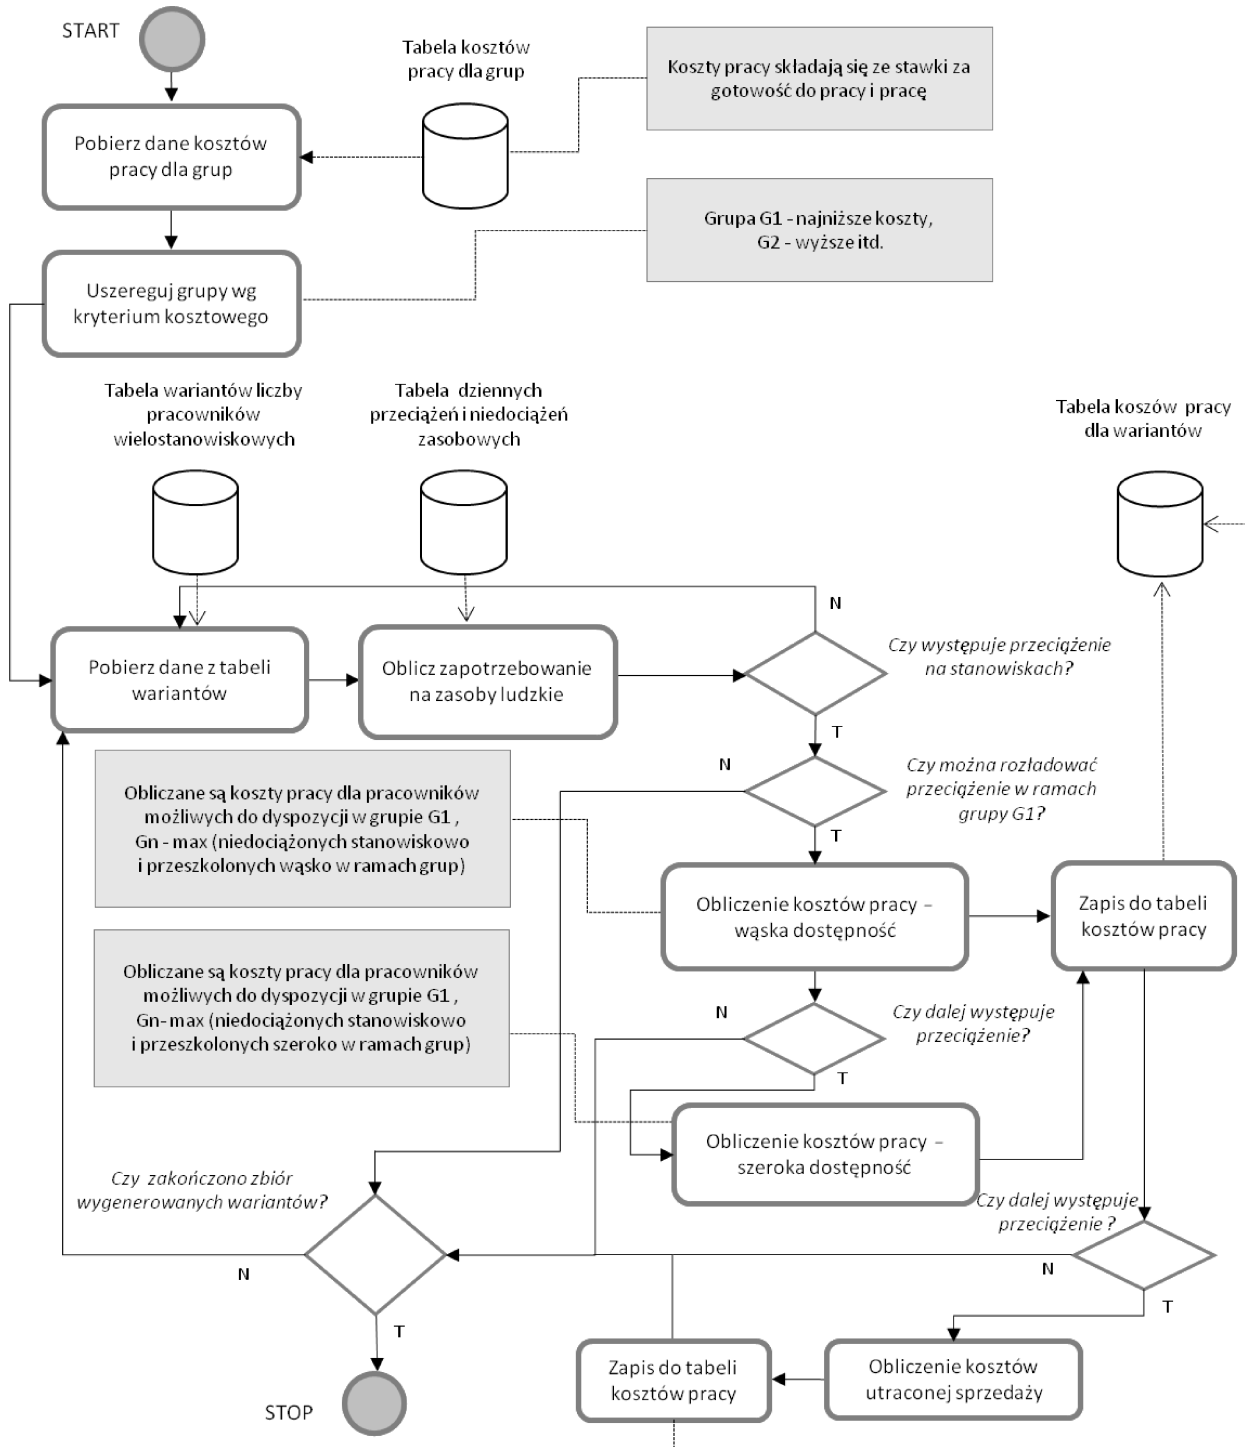 START
Tabela kosztów
pracy dla grup
Koszty pracy składają się ze stawki za
gotowość do pracy i pracę
Pobierz dane kosztów
pracy dla grup
Grupa G1 - najniższe koszty,
G2 - wyższe itd.
Uszereguj grupy wg
kryterium kosztowego
Tabela wariantów liczby
pracowników
wielostanowiskowych
Tabela dziennych
przeciążeń i niedociążeń
zasobowych
Tabela koszów pracy
dla wariantów
N
Pobierz dane z tabeli
wariantów
Oblicz zapotrzebowanie
na zasoby ludzkie
Czy występuje przeciążenie
na stanowiskach?
T
N
Czy można rozładować
przeciążenie w ramach
grupy G1?
T
Obliczane są koszty pracy dla pracowników
możliwych do dyspozycji w grupie G1 ,
Gn - max (niedociążonych stanowiskowo
i przeszkolonych wąsko w ramach grup)
Obliczenie kosztów pracy –
wąska dostępność
Zapis do tabeli
kosztów pracy
Obliczane są koszty pracy dla pracowników
możliwych do dyspozycji w grupie G1 ,
Gn- max (niedociążonych stanowiskowo
i przeszkolonych szeroko w ramach grup)
N
Czy dalej występuje
przeciążenie?
T
Obliczenie kosztów pracy –
szeroka dostępność
Czy zakończono zbiór
wygenerowanych wariantów?
Czy dalej występuje
przeciążenie ?
N
N
T
T
Zapis do tabeli
kosztów pracy
Obliczenie kosztów
utraconej sprzedaży
STOP